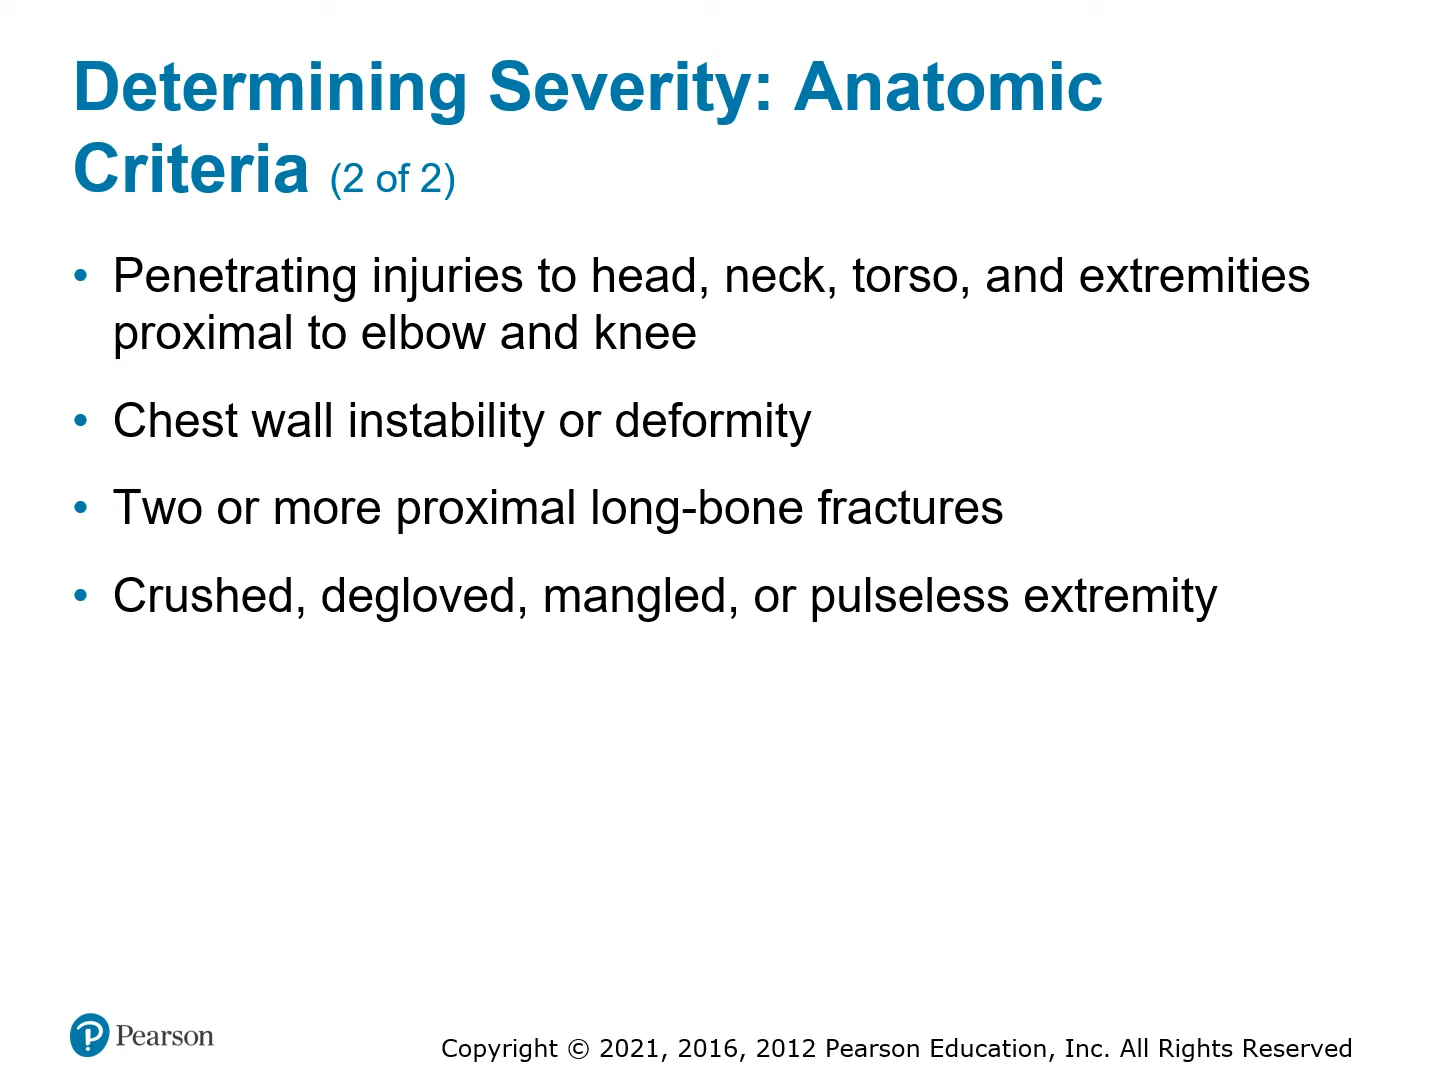 Determining Severity: Anatomic
Criteria (2 of 2)
• Penetrating injuries to head, neck, torso, and extremities
proximal to elbow and knee
• Chest wall instability or deformity
• Two or more proximal long-bone fractures
• Crushed, degloved, mangled, or pulseless extremity
Pearson
Copyright © 2021, 2016, 2012 Pearson Education, Inc. All Rights Reserved